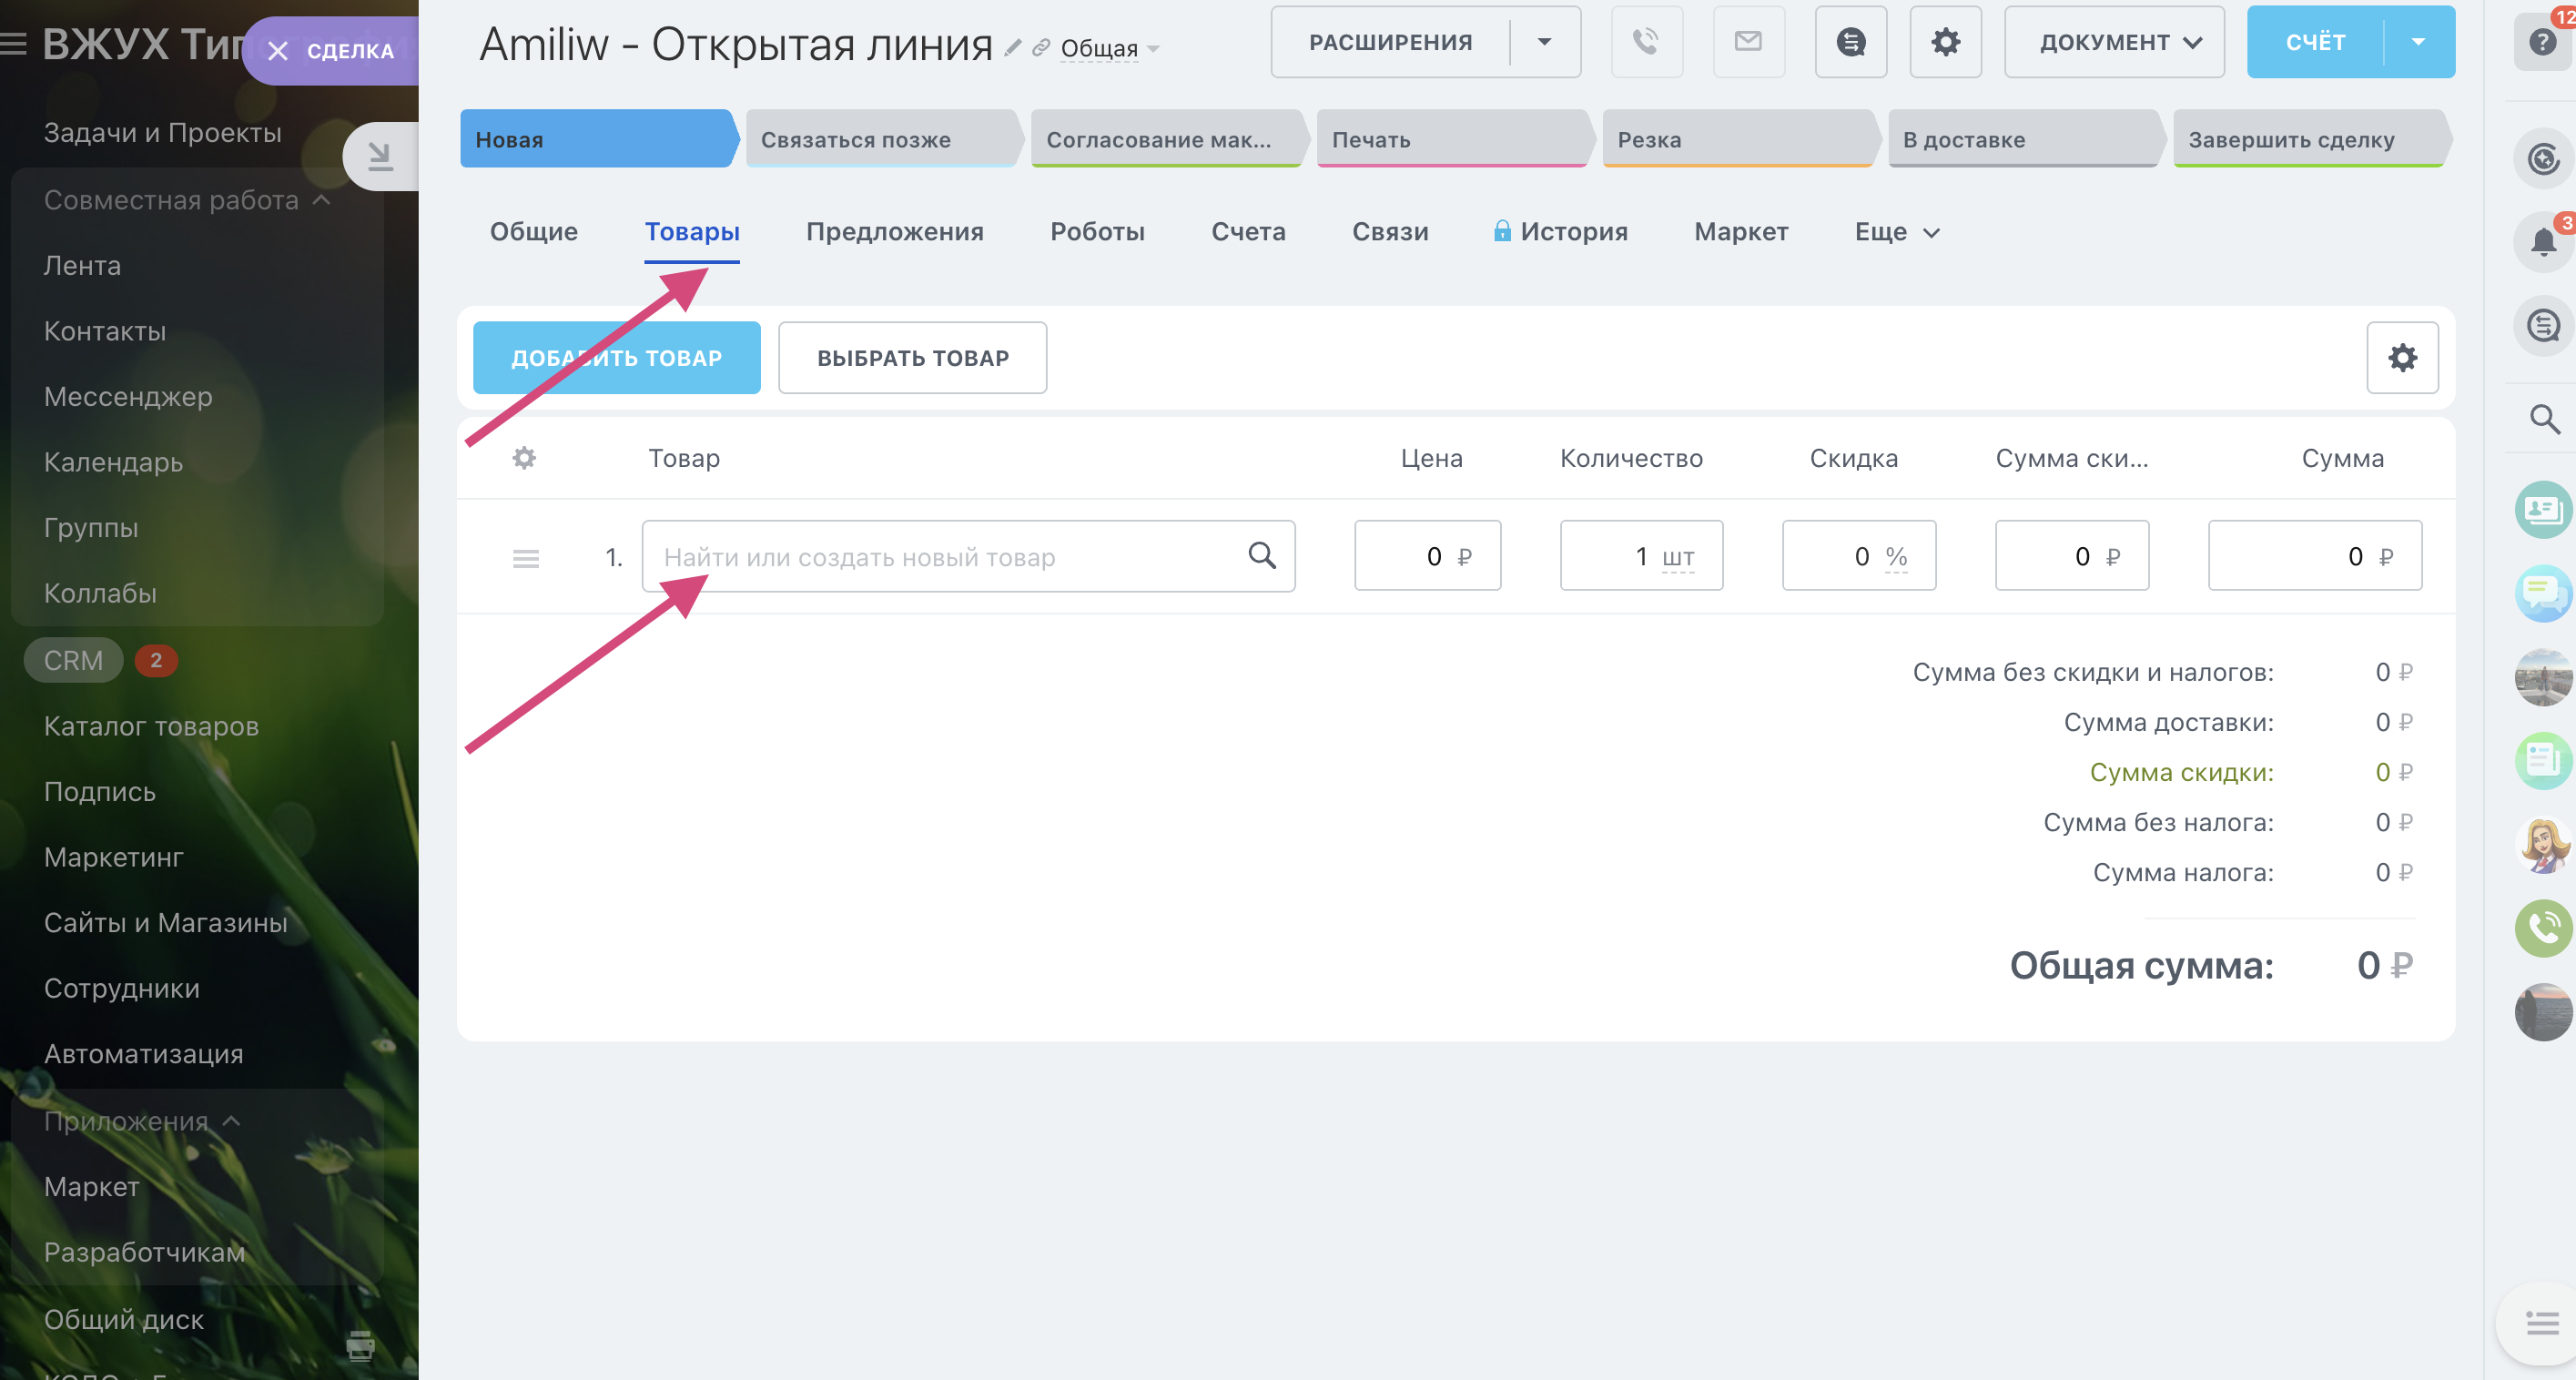 ВЖУХ Тип
СДЕЛКА
Задачи и Проекты
Совместная работа
Лента
Контакты
Мессенджер
Календарь
Группы
Коллабы
CRM 2
Каталог товаров
Подпись
Маркетинг
Сайты и Магазины
Сотрудники
Автоматизация
Приложения
Маркет
Разработчикам
Общий диск
Amiliw - Открытая линия Общая
РАСШИРЕНИЯ
ДОКУМЕНТ
СЧЁТ
Новая
Связаться позже
Согласование мак...
Печать
Резка
В доставке
Завершить сделку
Общие
Товары
Предложения
Роботы
Счета
Связи
История
Маркет
Еще
ДОБАВИТЬ ТОВАР
ВЫБРАТЬ ТОВАР
Товар Цена Количество Скидка Сумма ски... Сумма
1. Найти или создать новый товар 0 ₽ 1 шт 0 % 0 ₽ 0 ₽
Сумма без скидки и налогов: 0 ₽
Сумма доставки: 0 ₽
Сумма скидки: 0 ₽
Сумма без налога: 0 ₽
Сумма налога: 0 ₽
Общая сумма: 0 ₽
12
?
3